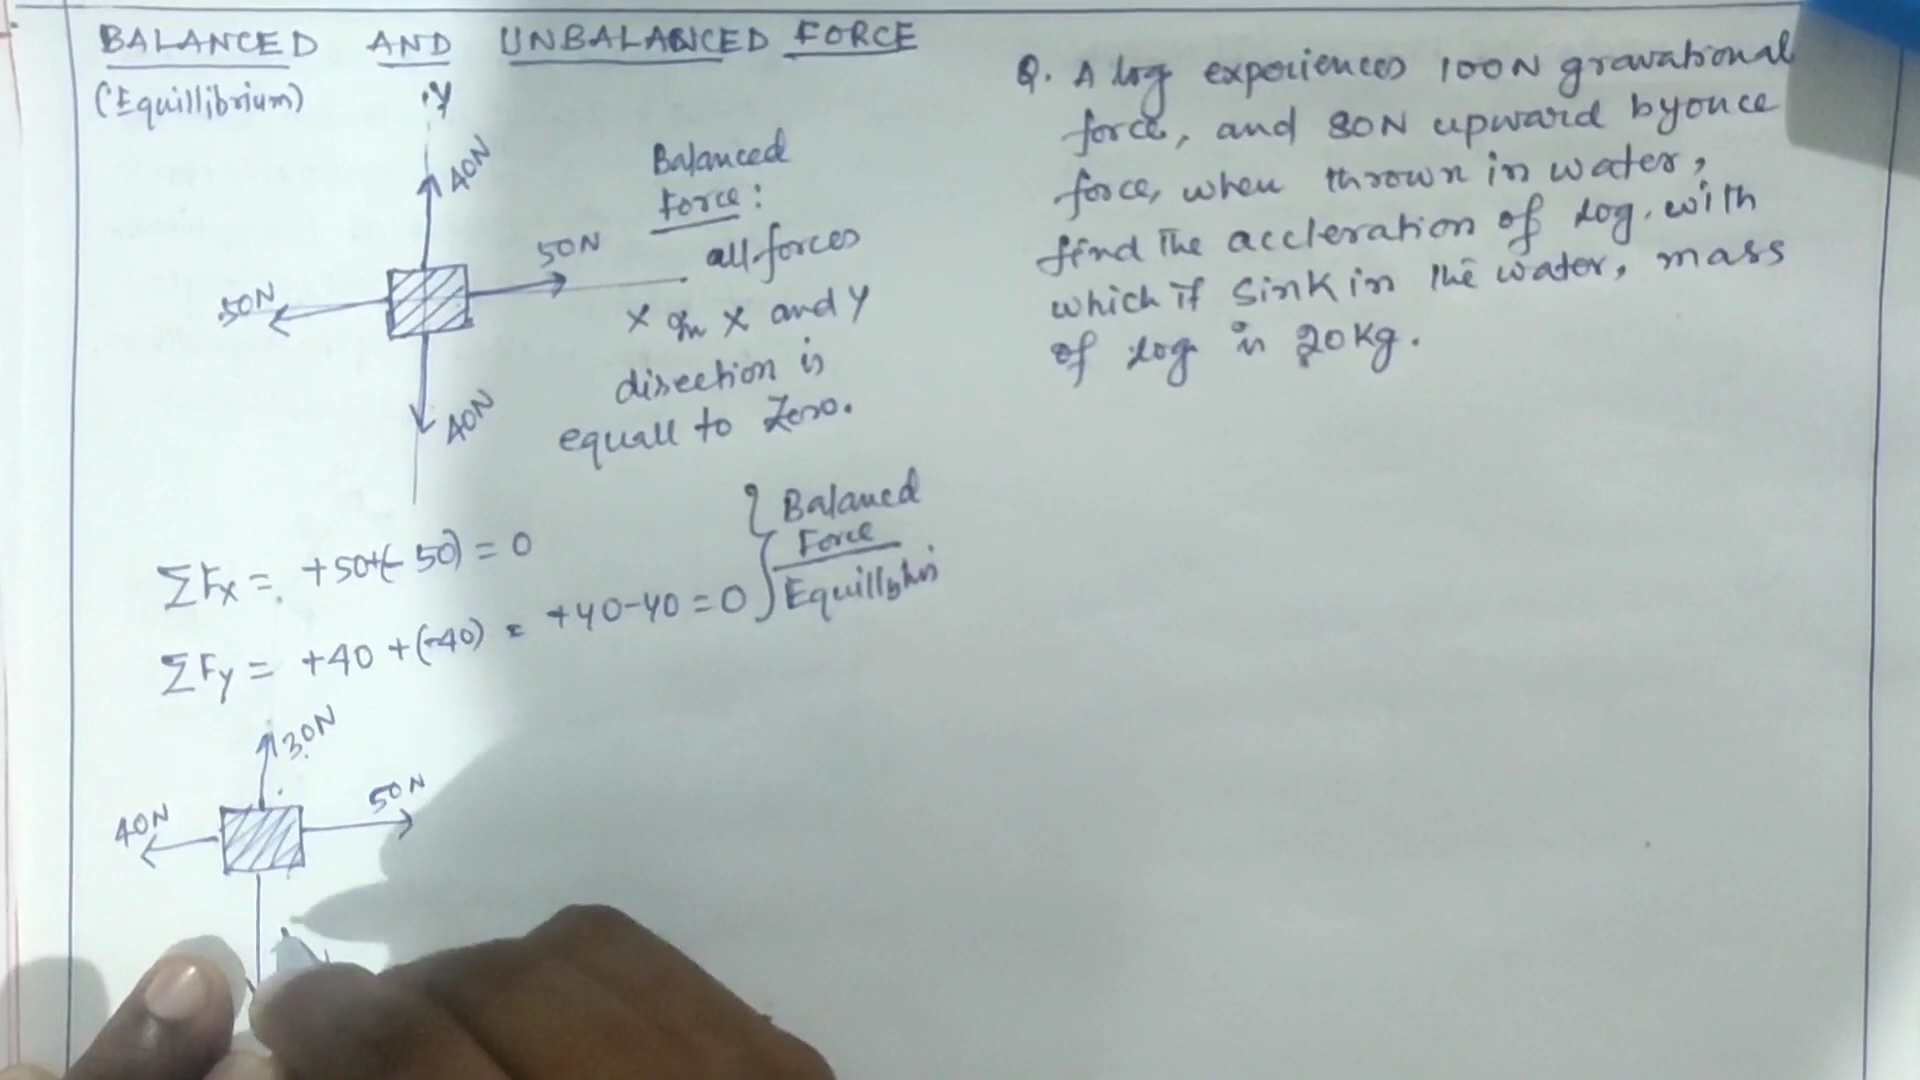 BALANCED AND UNBALANCED FORCE
(Equillibrium)
Y
40N
50N
50N
40N
Balanced
Force:
all forces
X in X and Y
direction is
equall to Zero.
ΣFx = +50+(-50) = 0
ΣFy = +40 + (-40) = +40-40 = 0
Balanced
Force
30N
40N
50N
Q. A log experiences 100N gravational
force, and 80N upward byounce
force, when thrown in water,
find the accleration of log, with
which it sink in the water, mass
of log is 20kg.